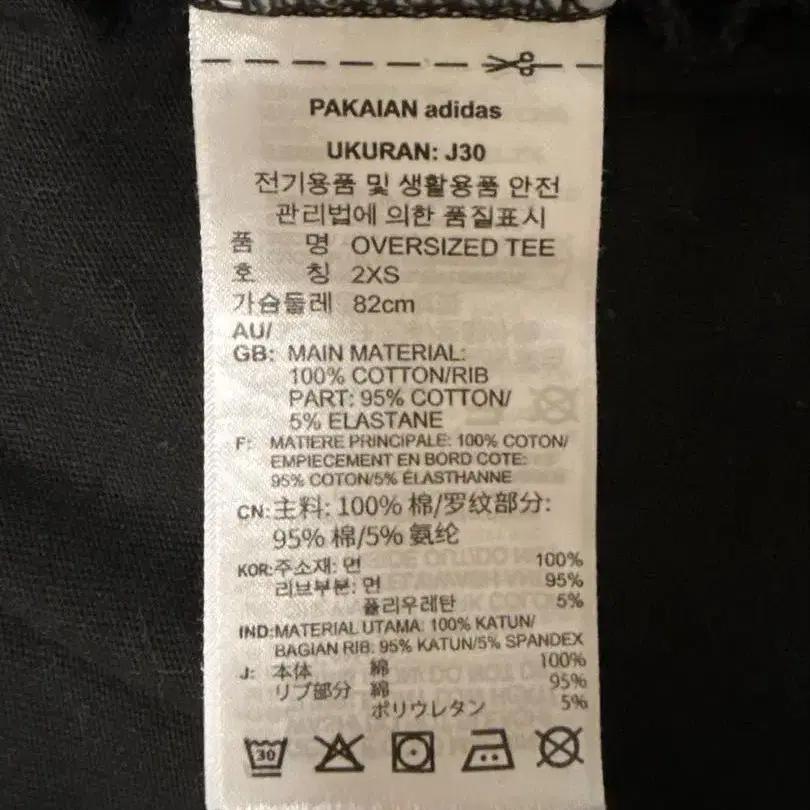 PAKAIAN adidas
UKURAN: J30
전기용품 및 생활용품 안전
관리법에 의한 품질표시
품 명 OVERSIZED TEE
호 칭 2XS
가슴둘레 82cm
AU/
GB: MAIN MATERIAL:
100% COTTON/RIB
PART: 95% COTTON/
5% ELASTANE
F: MATIERE PRINCIPALE: 100% COTON/
EMPIECEMENT EN BORD COTE:
95% COTON/5% ÉLASTHANNE
CN: 主料: 100% 棉/罗纹部分:
95% 棉/5% 氨纶
KOR: 주소재: 면 100%
리브부분: 면 95%
폴리우레탄 5%
IND: MATERIAL UTAMA: 100% KATUN/
BAGIAN RIB: 95% KATUN/5% SPANDEX
J: 本体 綿 100%
リブ部分 綿 95%
ポリウレタン 5%
30